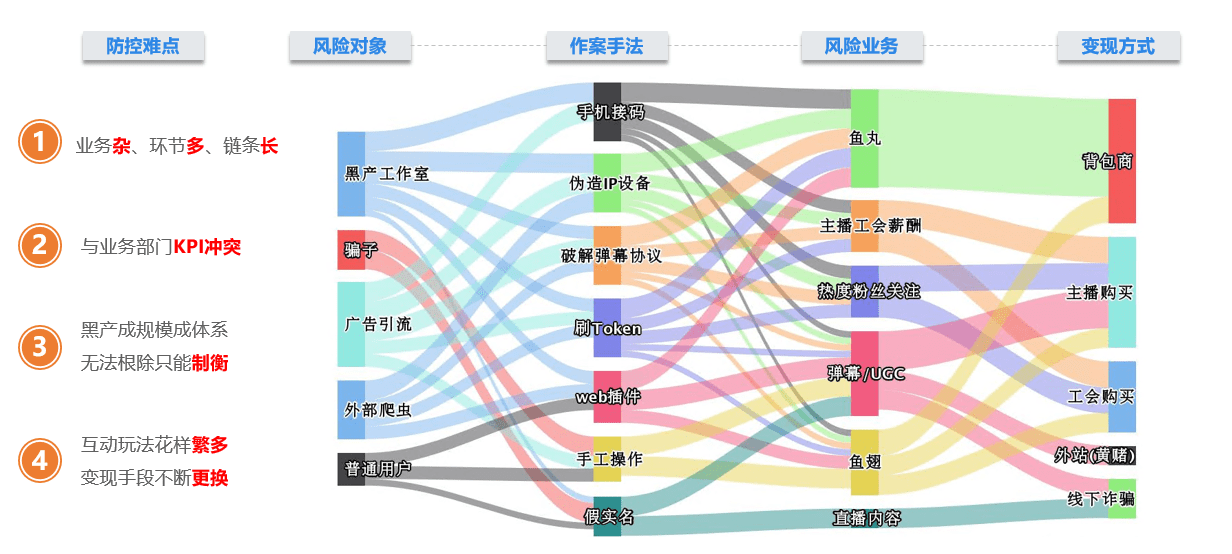 防控难点
风险对象
作案手法
风险业务
变现方式
1
业务杂、环节多、链条长
2
与业务部门KPI冲突
3
黑产成规模成体系
无法根除只能制衡
4
互动玩法花样繁多
变现手段不断更换
黑产工作室
骗子
广告引流
外部爬虫
普通用户
手机接码
伪造IP设备
破解弹幕协议
刷Token
web插件
手工操作
假实名
鱼丸
主播工会薪酬
热度粉丝关注
弹幕/UGC
鱼翅
直播内容
背包商
主播购买
工会购买
外站(黄赌)
线下诈骗